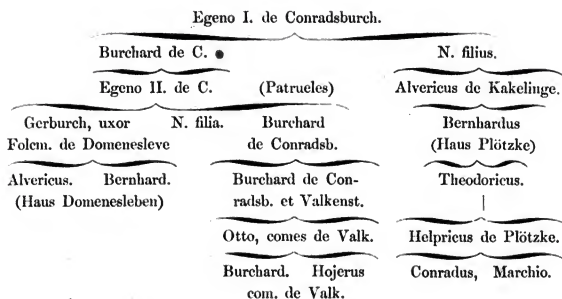 Egeno I. de Conradsburch.
Burchard de C. N. filius.
Egeno II. de C. (Patrueles) Alvericus de Kakelinge.
Gerburch, uxor N. filia. Burchard Bernhardus
Folcm. de Domenesleve de Conradsb. (Haus Plötzke)
Alvericus. Bernhard. Burchard de Con- Theodoricus.
(Haus Domenesleben) radsb. et Valkenst.
Otto, comes de Valk. Helpricus de Plötzke.
Burchard. Hojerus Conradus, Marchio.
com. de Valk.